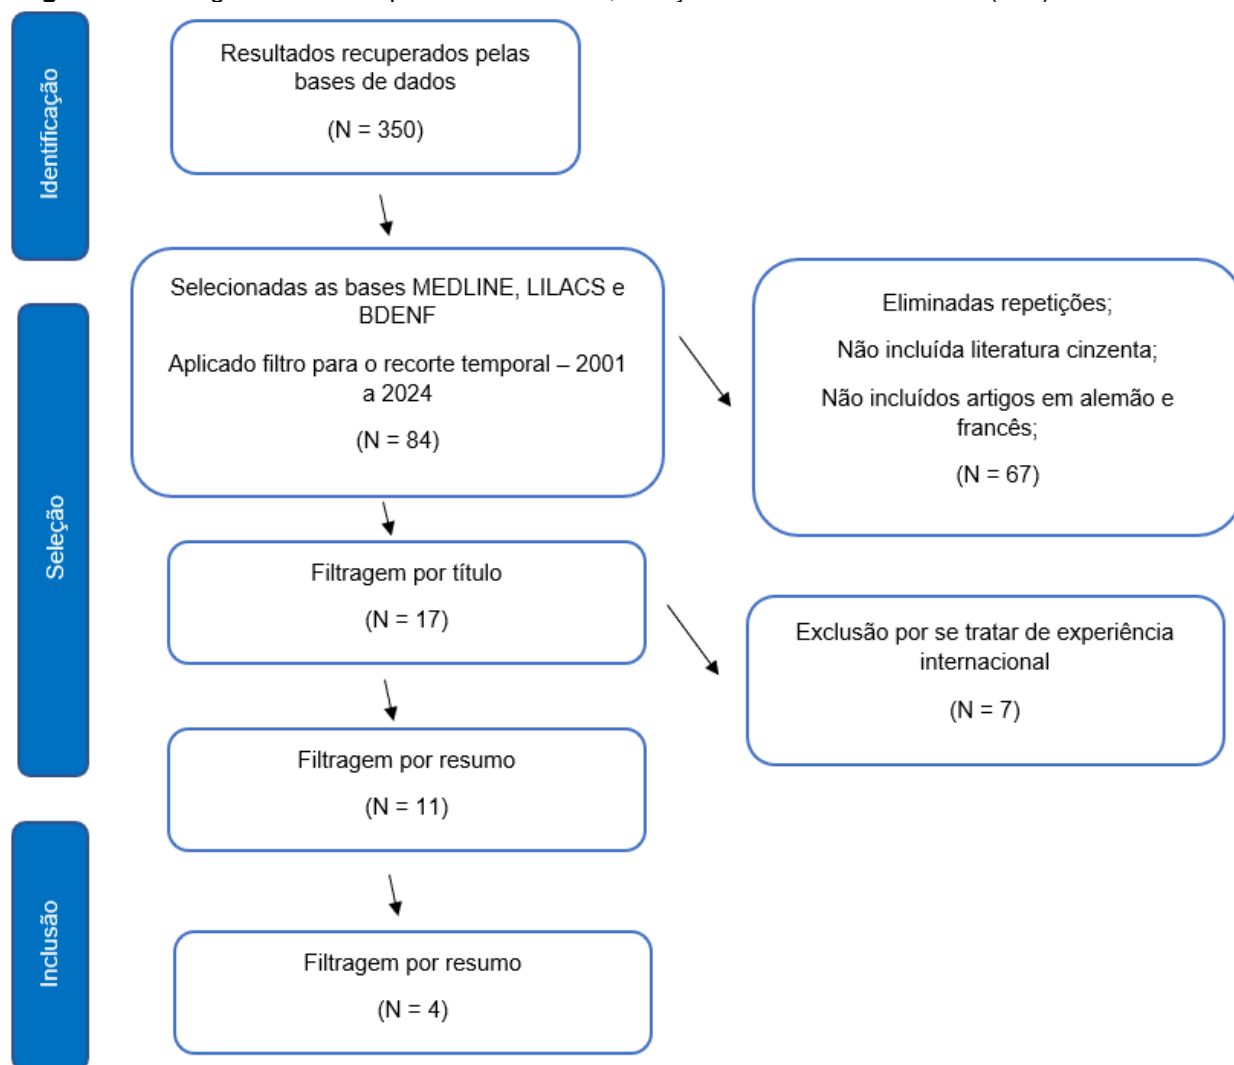 Identificação
Resultados recuperados pelas
bases de dados
(N = 350)
Seleção
Selecionadas as bases MEDLINE, LILACS e
BDENF
Aplicado filtro para o recorte temporal – 2001
a 2024
(N = 84)
Eliminadas repetições;
Não incluída literatura cinzenta;
Não incluídos artigos em alemão e
francês;
(N = 67)
Filtragem por título
(N = 17)
Exclusão por se tratar de experiência
internacional
(N = 7)
Filtragem por resumo
(N = 11)
Inclusão
Filtragem por resumo
(N = 4)